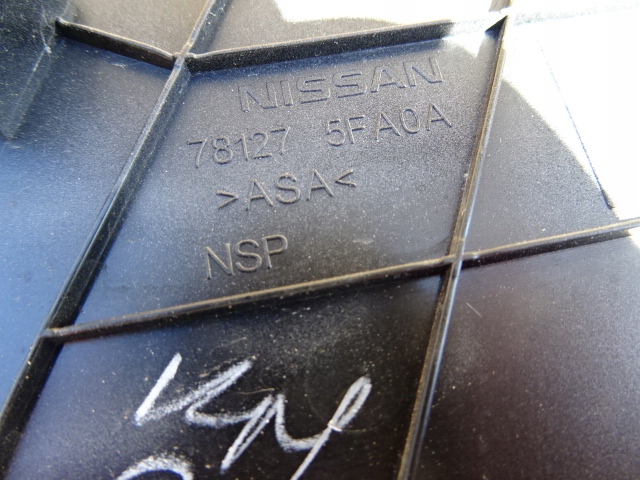 NISSAN
78127 5FA0A
>ASA<
NSP